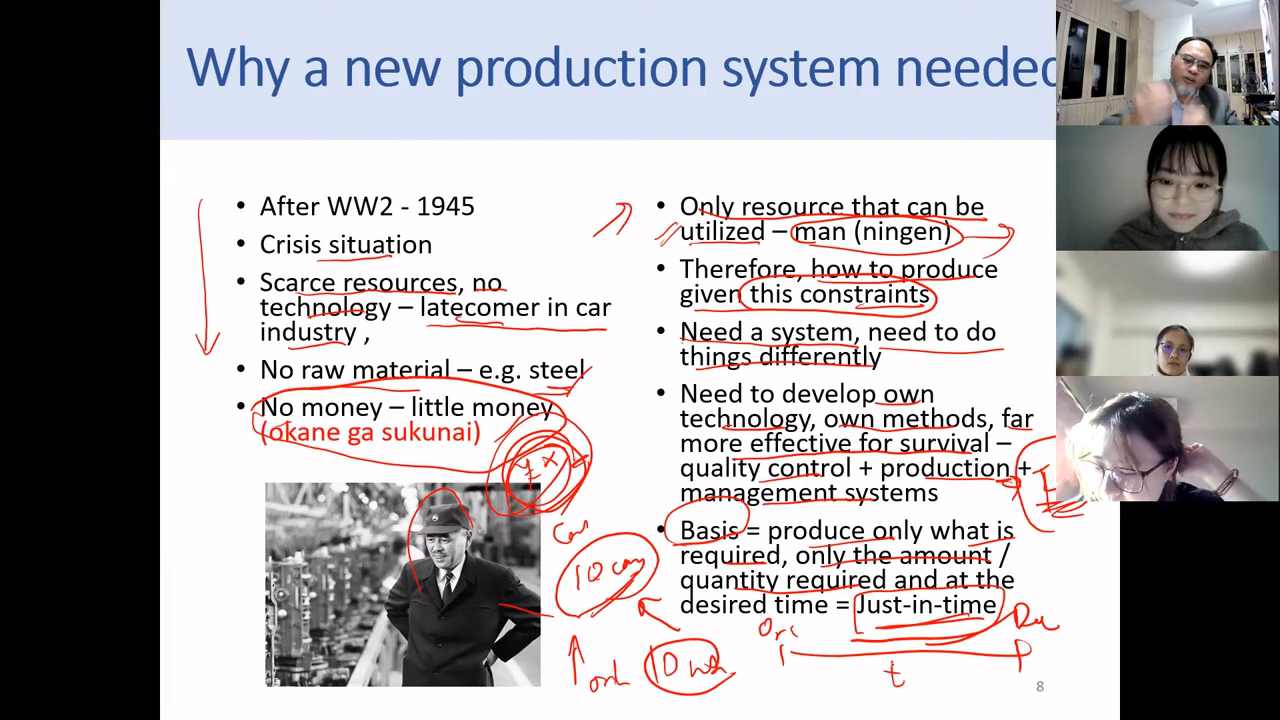 Why a new production system needed
After WW2 - 1945
Crisis situation
Scarce resources, no
technology – latecomer in car
industry ,
No raw material – e.g. steel
No money – little money
(okane ga sukunai)
Only resource that can be
utilized – man (ningen)
Therefore, how to produce
given this constraints
Need a system, need to do
things differently
Need to develop own
technology, own methods, far
more effective for survival –
quality control + production +
management systems
Basis = produce only what is
required, only the amount /
quantity required and at the
desired time = Just-in-time
10
10
t
8